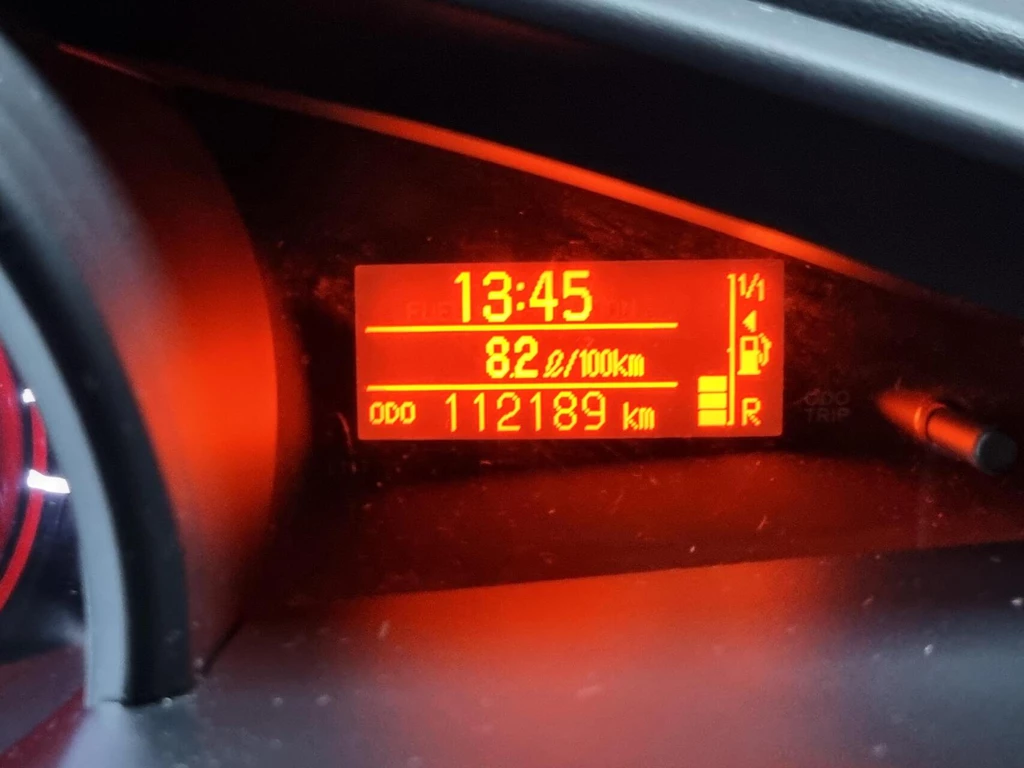 13:45
8.2 ℓ/100km
ODO 112189 km
1/1
R
ODO
TRIP